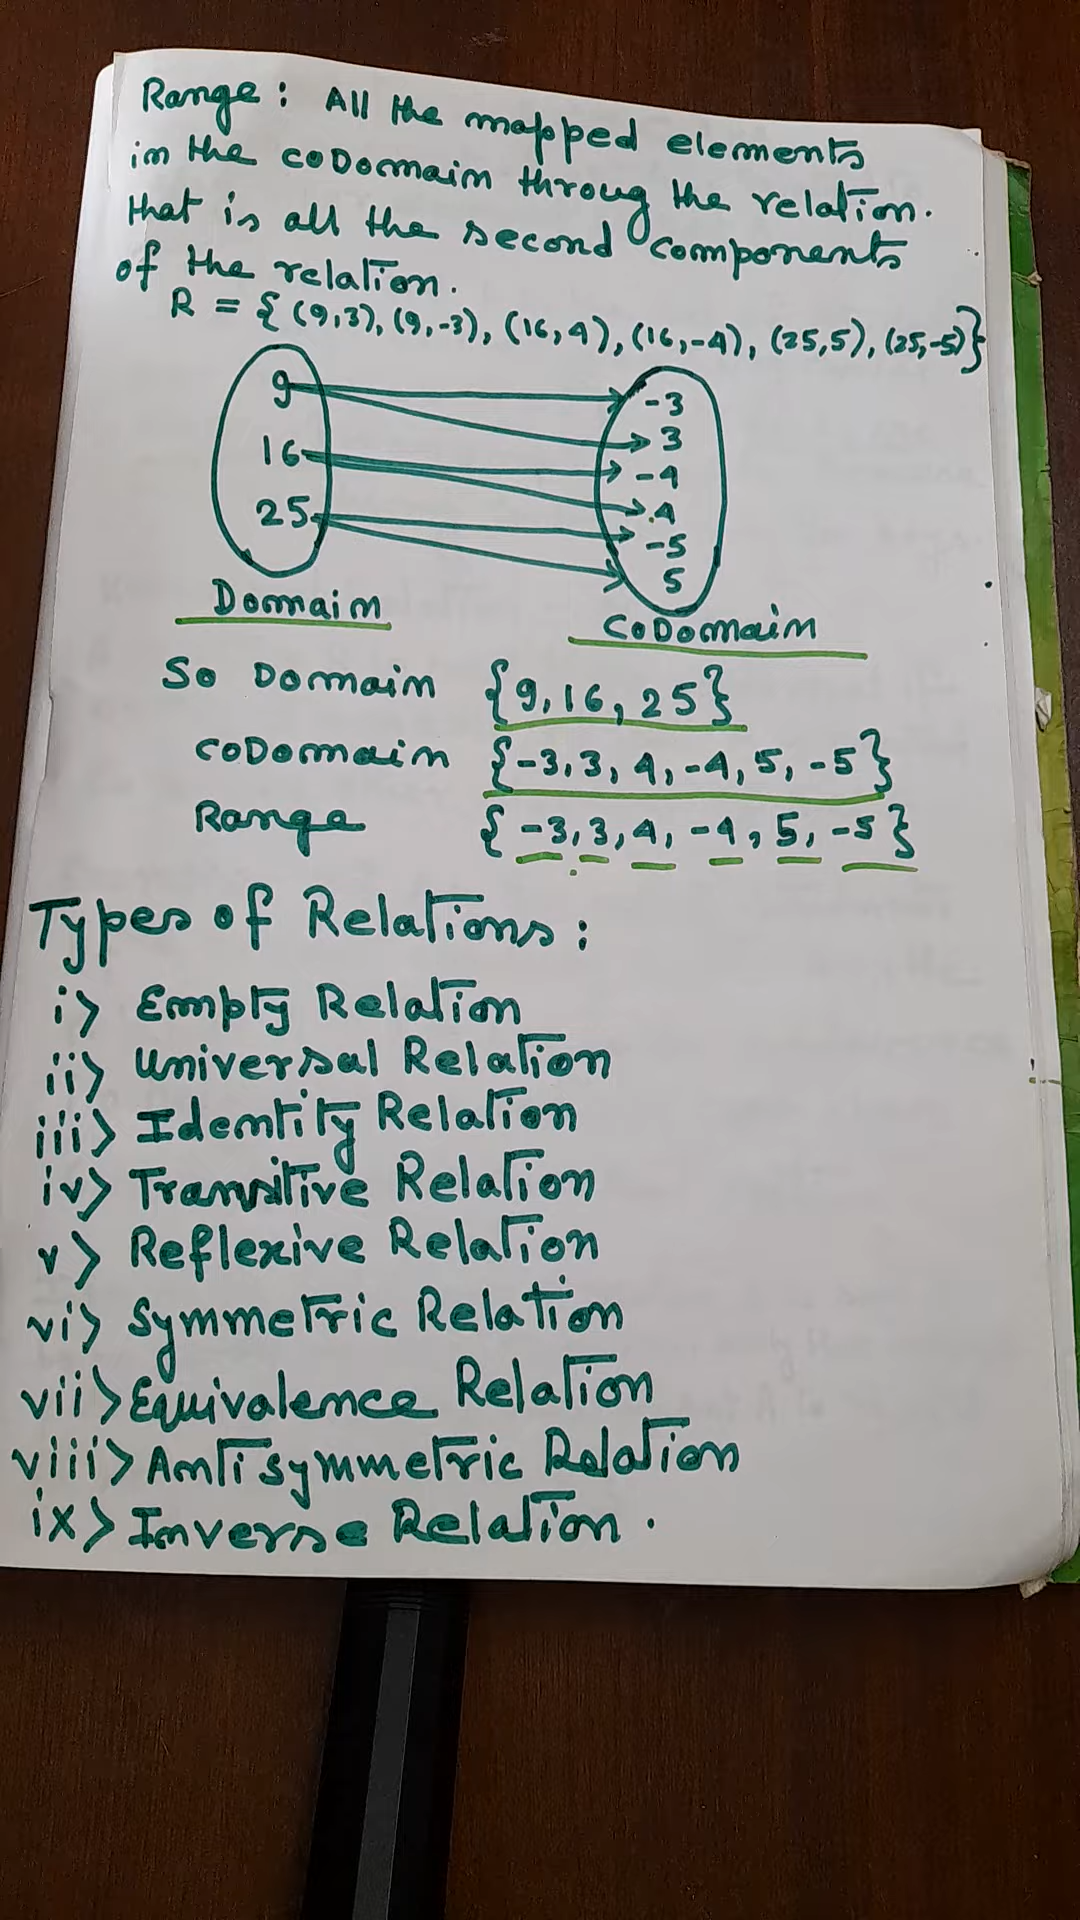 Range : All the mapped elements
in the coDomain throug the relation.
that is all the second components
of the relation.
R = {(9,3), (9,-3), (16,4), (16,-4), (25,5), (25,-5)}
9
16
25
-3
3
-4
4
-5
5
Domain
CoDomain
So Domain {9, 16, 25}
coDomain {-3, 3, 4, -4, 5, -5}
Range {-3, 3, 4, -4, 5, -5}
Types of Relations :
i> Empty Relation
ii> Universal Relation
iii> Identity Relation
iv> Transitive Relation
v> Reflexive Relation
vi> Symmetric Relation
vii> Equivalence Relation
viii> Anti symmetric Relation
ix> Inverse Relation.